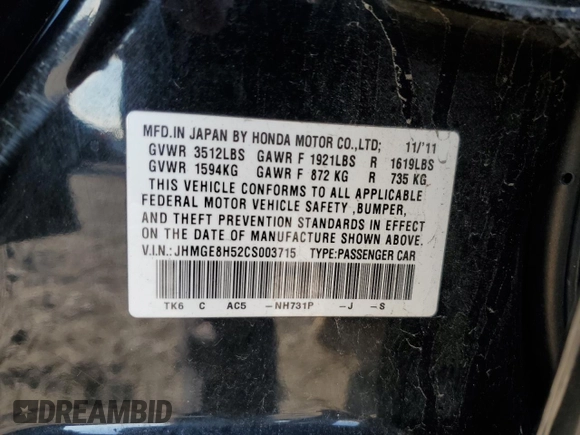 MFD.IN JAPAN BY HONDA MOTOR CO.,LTD; 11/'11
GVWR 3512LBS GAWR F 1921LBS R 1619LBS
GVWR 1594KG GAWR F 872 KG R 735 KG
THIS VEHICLE CONFORMS TO ALL APPLICABLE
FEDERAL MOTOR VEHICLE SAFETY ,BUMPER,
AND THEFT PREVENTION STANDARDS IN EFFECT
ON THE DATE OF MANUFACTURE SHOWN ABOVE.
V.I.N.: JHMGE8H52CS003715 TYPE:PASSENGER CAR
TK6 C AC5 -NH731P -J -S
DREAMBID